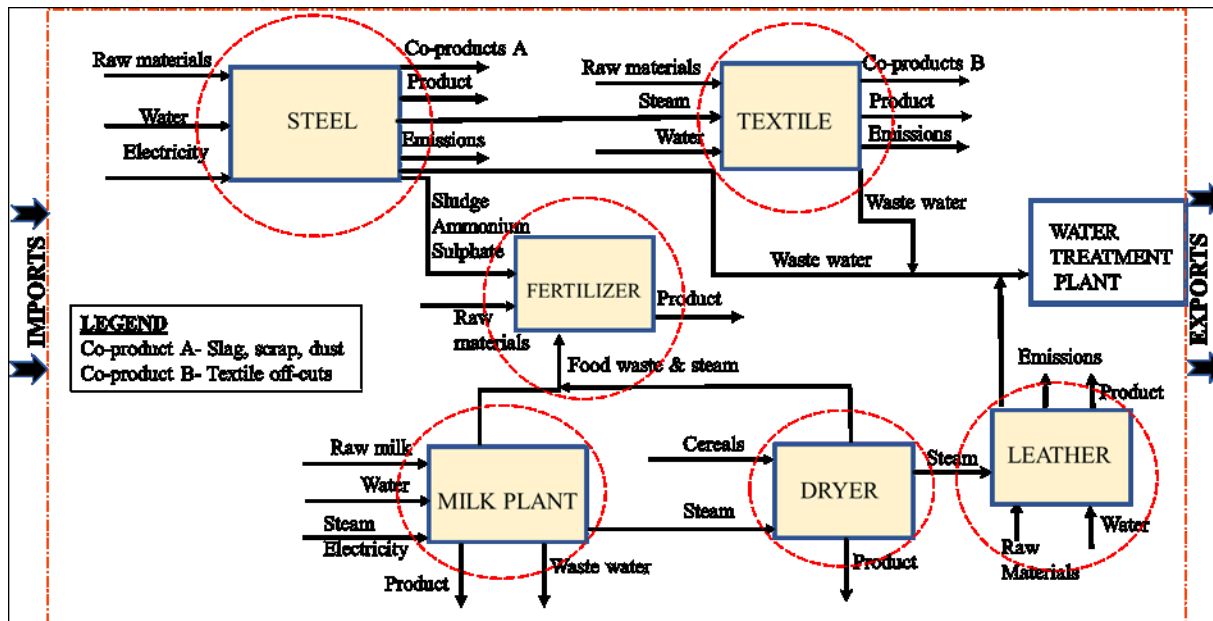 Co-products A
Raw materials
Product
STEEL
Water
Emissions
Electricity
Raw materials
Co-products B
Steam
Product
TEXTILE
Water
Emissions
Sludge
Ammonium
Sulphate
Waste water
Waste water
WATER
TREATMENT
PLANT
IMPORTS
EXPORTS
FERTILIZER
Product
Raw
materials
LEGEND
Co-product A- Slag, scrap, dust
Co-product B- Textile off-cuts
Food waste & steam
Emissions
Product
Raw milk
Water
MILK PLANT
Steam
Electricity
Product
Waste water
Steam
Cereals
DRYER
Product
Steam
LEATHER
Raw
Materials
Water